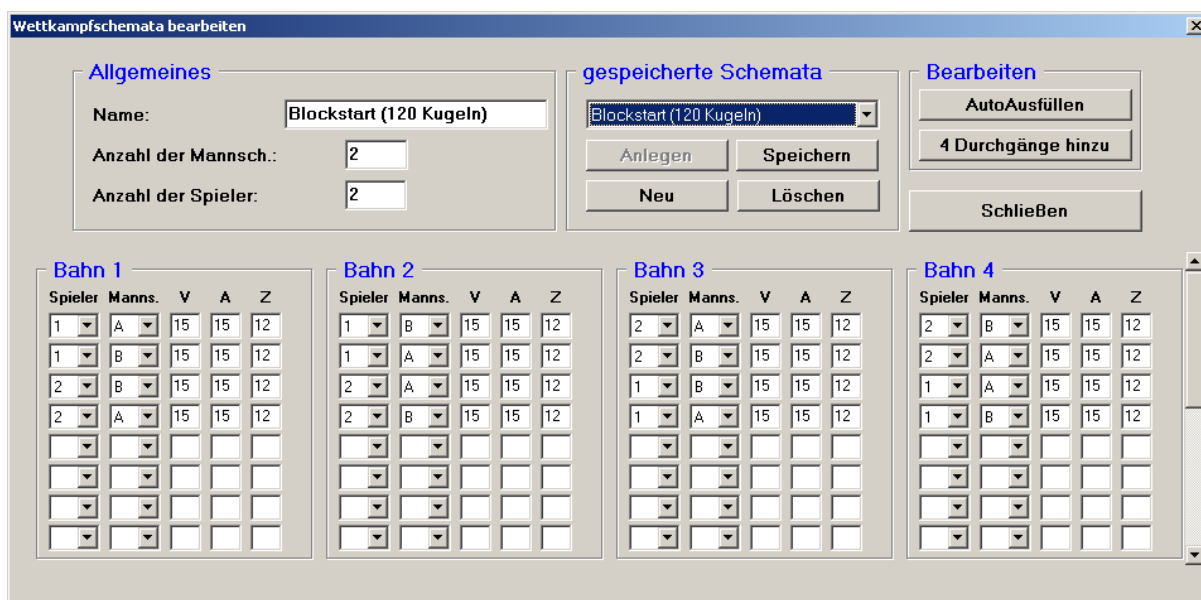 Wettkampfschemata bearbeiten
Allgemeines
Name: Blockstart (120 Kugeln)
Anzahl der Mannsch.: 2
Anzahl der Spieler: 2
gespeicherte Schemata
Blockstart (120 Kugeln)
Anlegen Speichern
Neu Löschen
Bearbeiten
AutoAusfüllen
4 Durchgänge hinzu
Schließen
Bahn 1
Spieler Manns. V A Z
1 A 15 15 12
1 B 15 15 12
2 B 15 15 12
2 A 15 15 12
Bahn 2
Spieler Manns. V A Z
1 B 15 15 12
1 A 15 15 12
2 A 15 15 12
2 B 15 15 12
Bahn 3
Spieler Manns. V A Z
2 A 15 15 12
2 B 15 15 12
1 B 15 15 12
1 A 15 15 12
Bahn 4
Spieler Manns. V A Z
2 B 15 15 12
2 A 15 15 12
1 A 15 15 12
1 B 15 15 12